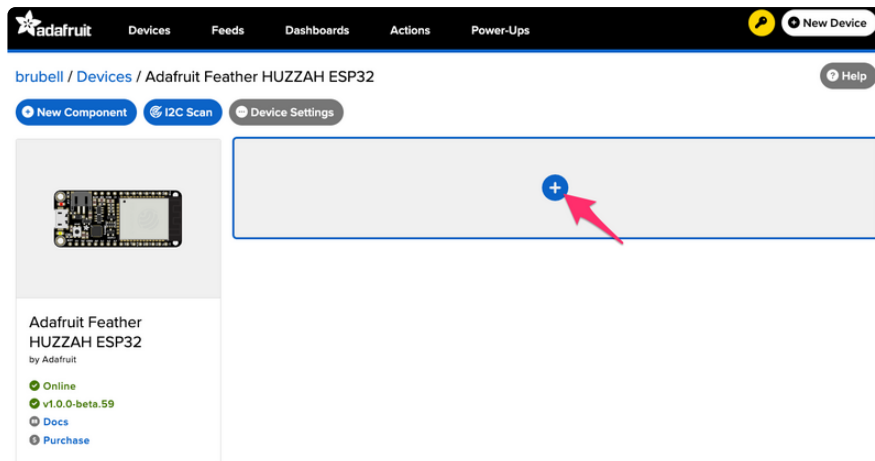 adafruit Devices Feeds Dashboards Actions Power-Ups New Device
brubell / Devices / Adafruit Feather HUZZAH ESP32 ? Help
New Component I2C Scan Device Settings
Adafruit Feather
HUZZAH ESP32
by Adafruit
Online
v1.0.0-beta.59
Docs
Purchase